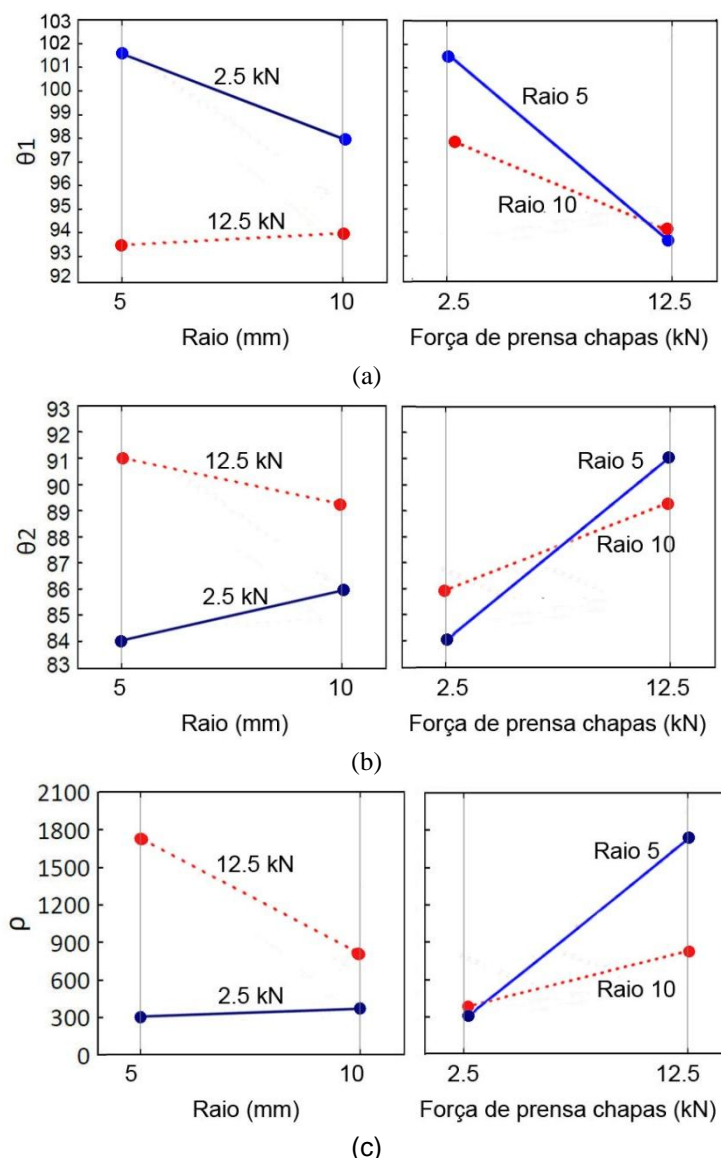 103
102
101
100
99
98
97
96
95
94
93
92
θ1
2.5 kN
12.5 kN
5 10
Raio (mm)
Raio 5
Raio 10
2.5 12.5
Força de prensa chapas (kN)
(a)
93
92
91
90
89
88
87
86
85
84
83
θ2
12.5 kN
2.5 kN
5 10
Raio (mm)
Raio 5
Raio 10
2.5 12.5
Força de prensa chapas (kN)
(b)
2100
1800
1500
1200
900
600
300
0
ρ
12.5 kN
2.5 kN
5 10
Raio (mm)
Raio 5
Raio 10
2.5 12.5
Força de prensa chapas (kN)
(c)